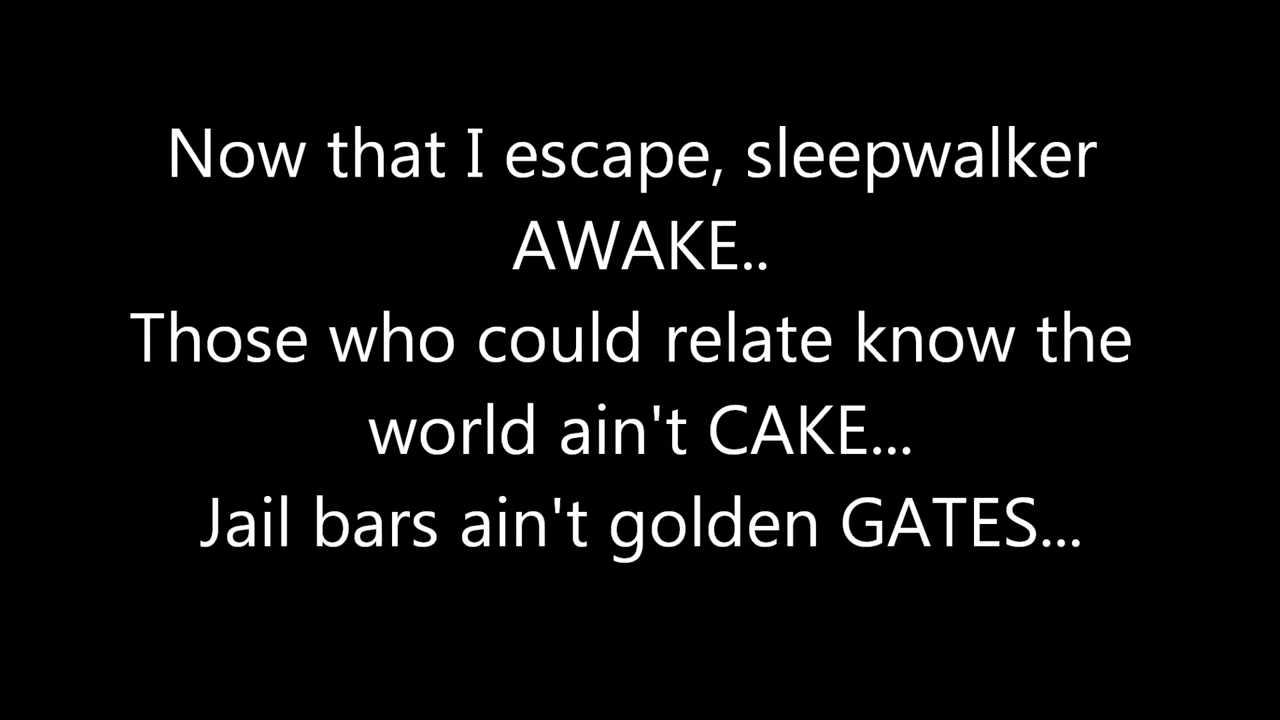 Now that I escape, sleepwalker
AWAKE..
Those who could relate know the
world ain't CAKE...
Jail bars ain't golden GATES...